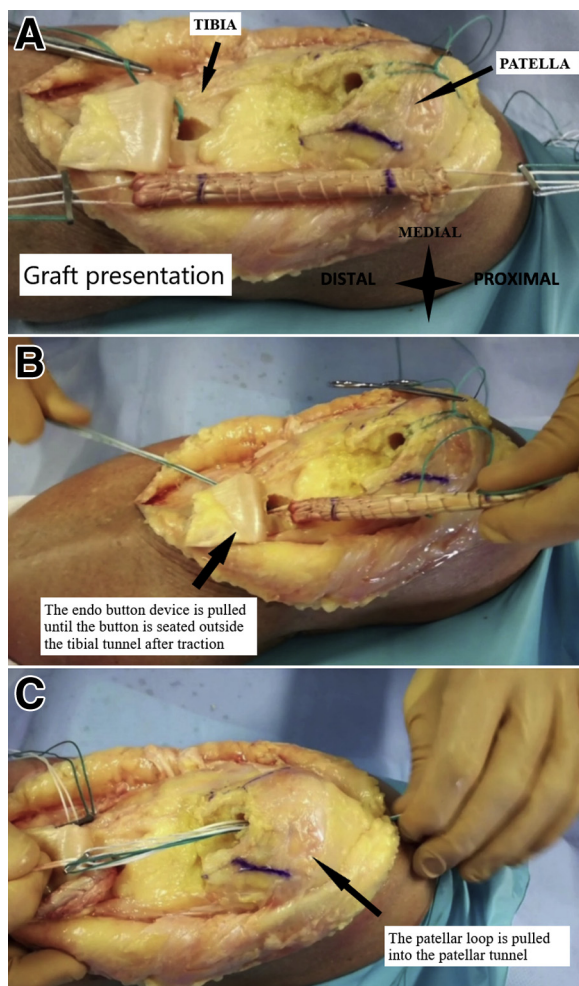 A
TIBIA
PATELLA
MEDIAL
DISTAL
PROXIMAL
Graft presentation
B
The endo button device is pulled
until the button is seated outside
the tibial tunnel after traction
C
The patellar loop is pulled
into the patellar tunnel